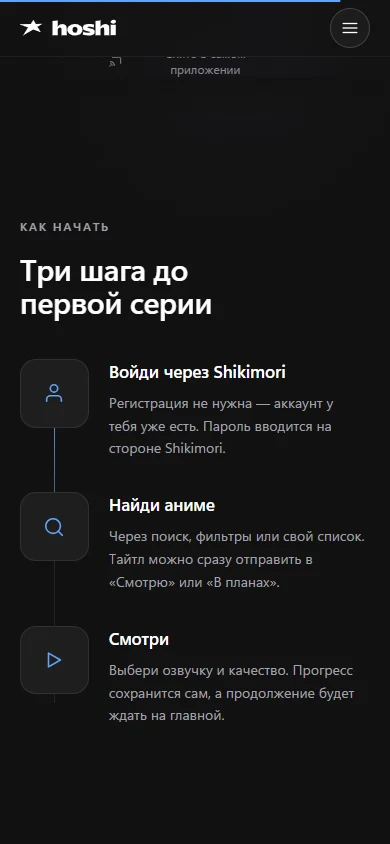 hoshi
приложении
КАК НАЧАТЬ
Три шага до
первой серии
Войди через Shikimori
Регистрация не нужна — аккаунт у
тебя уже есть. Пароль вводится на
стороне Shikimori.
Найди аниме
Через поиск, фильтры или свой список.
Тайтл можно сразу отправить в
«Смотрю» или «В планах».
Смотри
Выбери озвучку и качество. Прогресс
сохранится сам, а продолжение будет
ждать на главной.